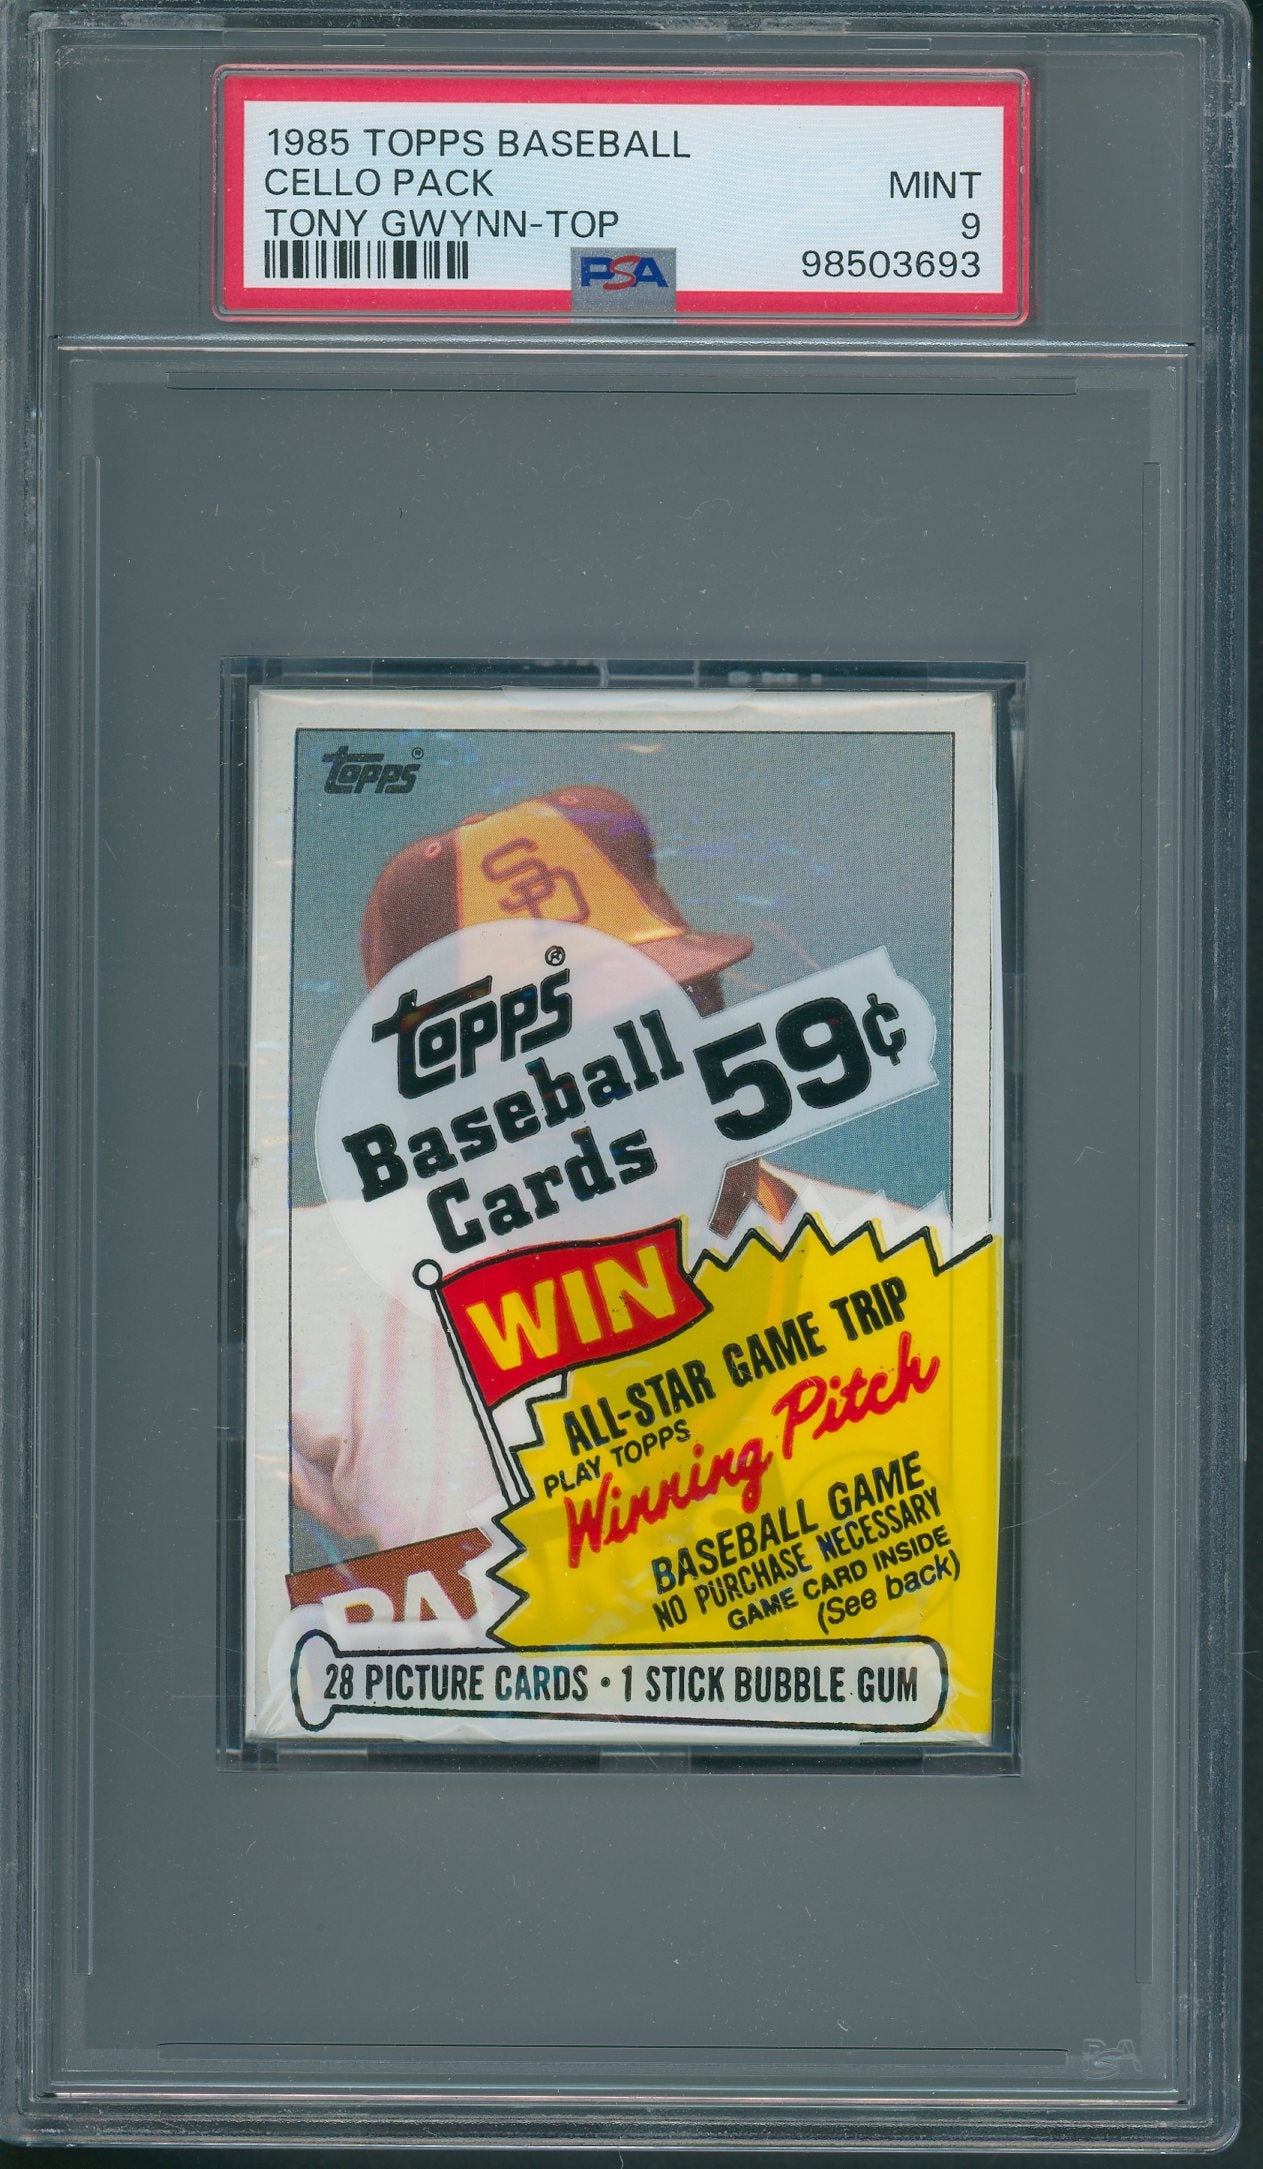 1985 TOPPS BASEBALL
CELLO PACK
MINT
TONY GWYNN-TOP
9
PSA
98503693
topps®
topps®
Baseball
Cards
59¢
WIN
ALL-STAR GAME TRIP
PLAY TOPPS
Winning Pitch
BASEBALL GAME
NO PURCHASE NECESSARY
GAME CARD INSIDE
(See back)
PA
28 PICTURE CARDS • 1 STICK BUBBLE GUM
PSA